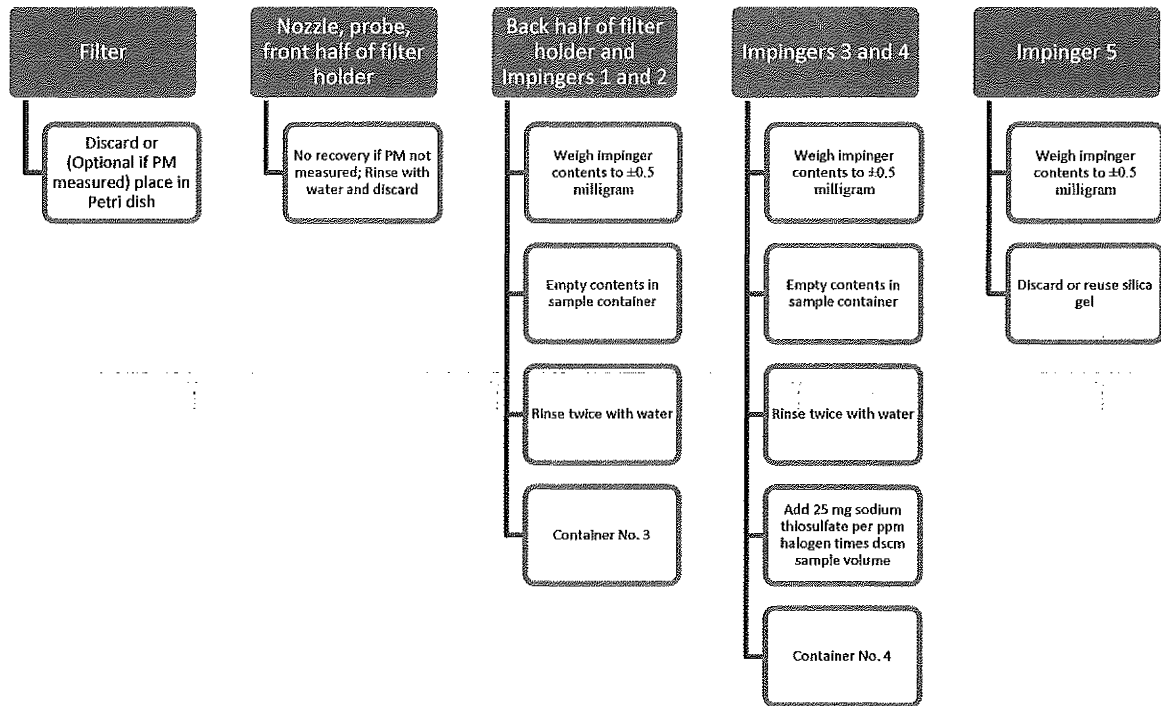 Filter
Discard or
(Optional if PM
measured) place in
Petri dish
Nozzle, probe,
front half of filter
holder
No recovery if PM not
measured; Rinse with
water and discard
Back half of filter
holder and
Impingers 1 and 2
Weigh impinger
contents to ±0.5
milligram
Empty contents in
sample container
Rinse twice with water
Container No. 3
Impingers 3 and 4
Weigh impinger
contents to ±0.5
milligram
Empty contents in
sample container
Rinse twice with water
Add 25 mg sodium
thiosulfate per ppm
halogen times dscm
sample volume
Container No. 4
Impinger 5
Weigh impinger
contents to ±0.5
milligram
Discard or reuse silica
gel